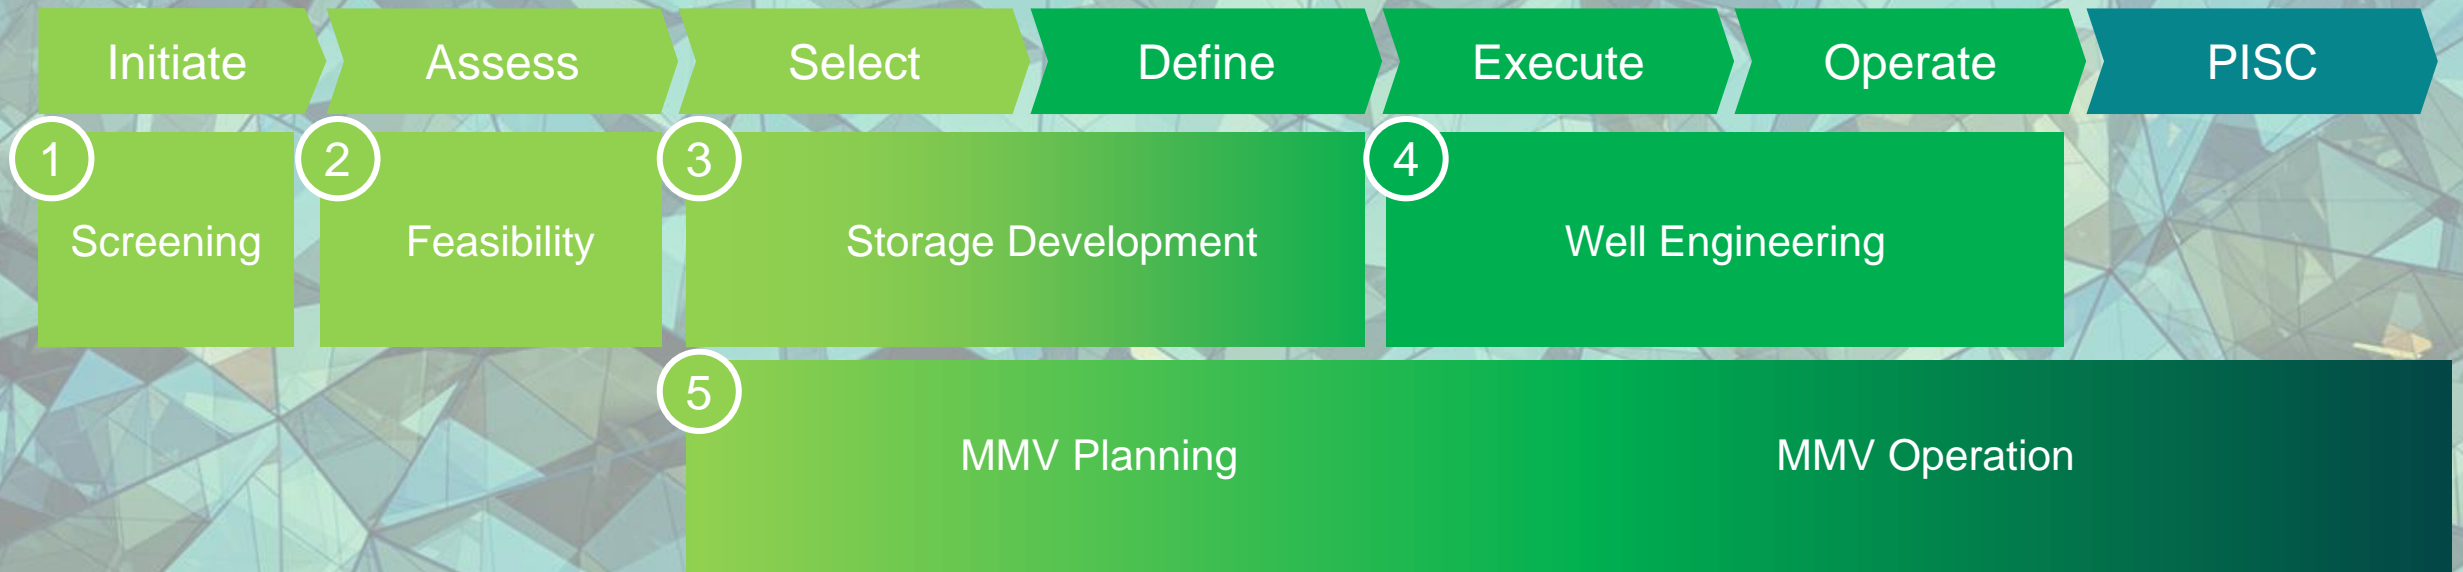 Initiate
Assess
Select
Define
Execute
Operate
PISC
1
2
3
4
Screening
Feasibility
Storage Development
Well Engineering
5
MMV Planning
MMV Operation